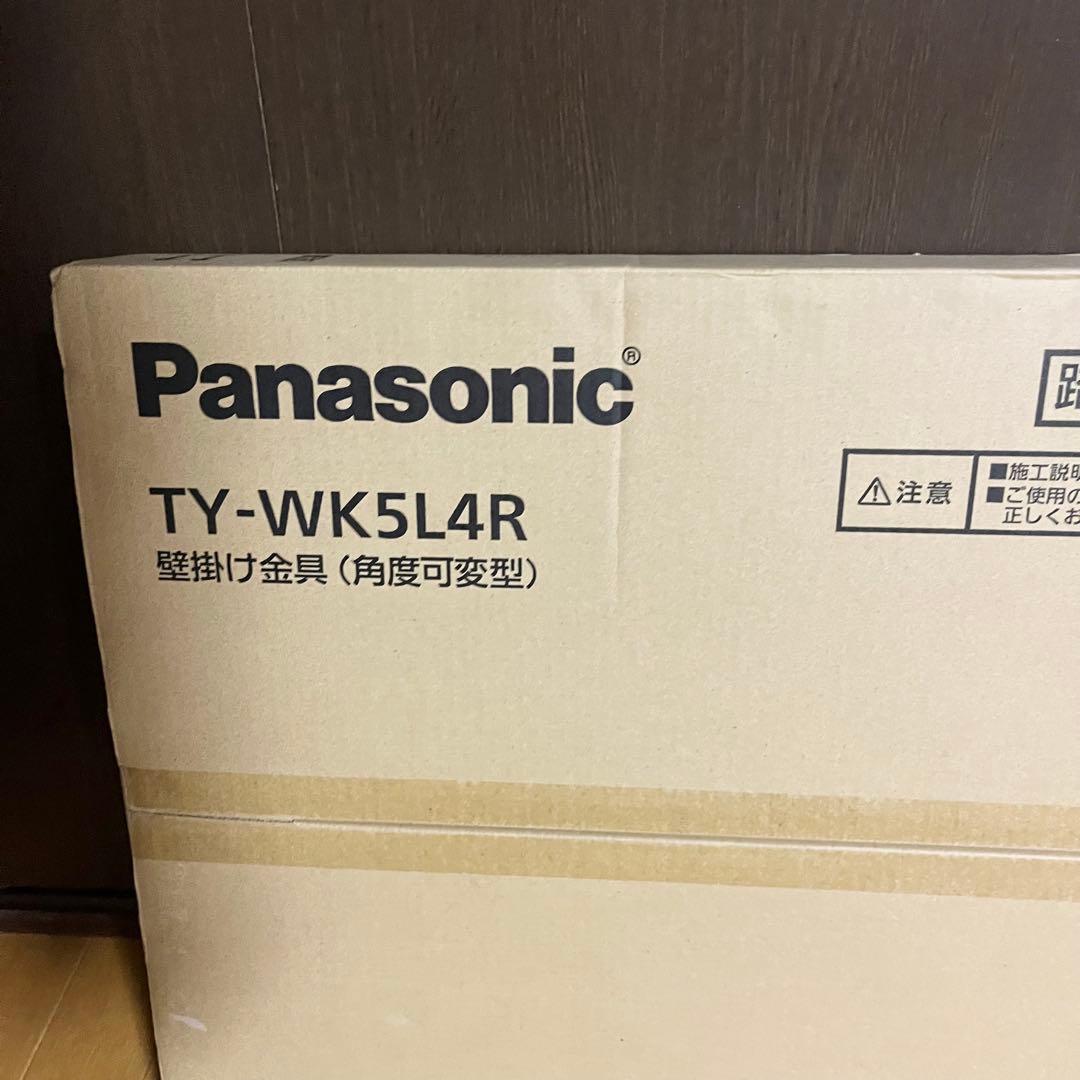 Panasonic®
TY-WK5L4R
壁掛け金具（角度可変型）
⚠注意
■施工説明
■ご使用の
正しくお